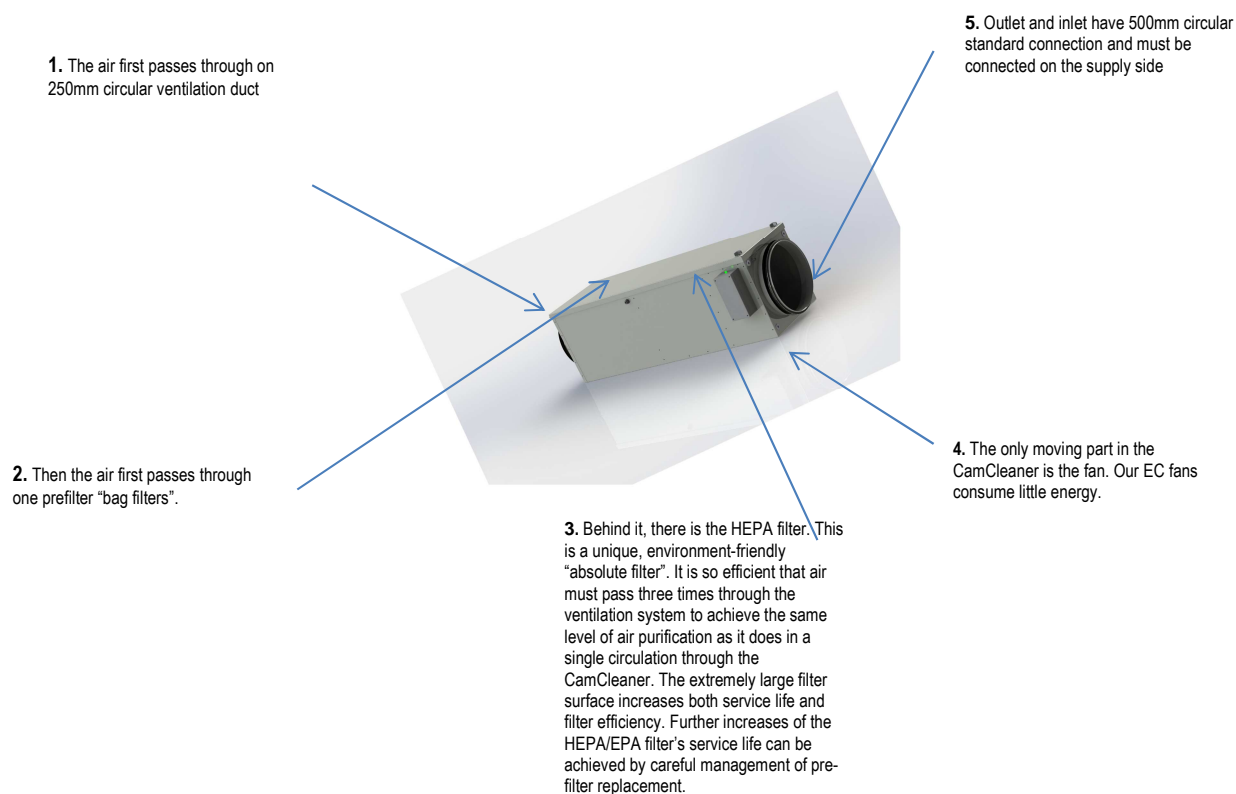 1. The air first passes through on
250mm circular ventilation duct
2. Then the air first passes through
one prefilter “bag filters”.
3. Behind it, there is the HEPA filter. This
is a unique, environment-friendly
“absolute filter”. It is so efficient that air
must pass three times through the
ventilation system to achieve the same
level of air purification as it does in a
single circulation through the
CamCleaner. The extremely large filter
surface increases both service life and
filter efficiency. Further increases of the
HEPA/EPA filter’s service life can be
achieved by careful management of pre-
filter replacement.
4. The only moving part in the
CamCleaner is the fan. Our EC fans
consume little energy.
5. Outlet and inlet have 500mm circular
standard connection and must be
connected on the supply side